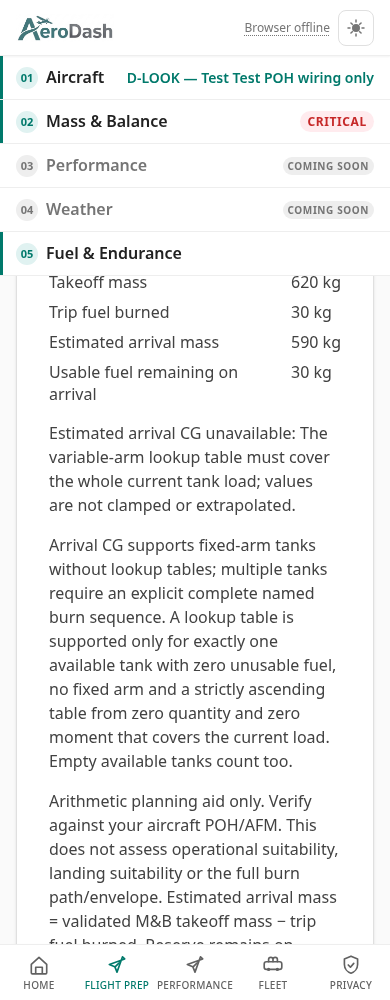 AeroDash
Browser offline
01 Aircraft D-LOOK — Test Test POH wiring only
02 Mass & Balance CRITICAL
03 Performance COMING SOON
04 Weather COMING SOON
05 Fuel & Endurance
Takeoff mass 620 kg
Trip fuel burned 30 kg
Estimated arrival mass 590 kg
Usable fuel remaining on 30 kg
arrival
Estimated arrival CG unavailable: The
variable-arm lookup table must cover
the whole current tank load; values
are not clamped or extrapolated.
Arrival CG supports fixed-arm tanks
without lookup tables; multiple tanks
require an explicit complete named
burn sequence. A lookup table is
supported only for exactly one
available tank with zero unusable fuel,
no fixed arm and a strictly ascending
table from zero quantity and zero
moment that covers the current load.
Empty available tanks count too.
Arithmetic planning aid only. Verify
against your aircraft POH/AFM. This
does not assess operational suitability,
landing suitability or the full burn
path/envelope. Estimated arrival mass
= validated M&B takeoff mass − trip
fuel burned. Reserve remains on
HOME FLIGHT PREP PERFORMANCE FLEET PRIVACY